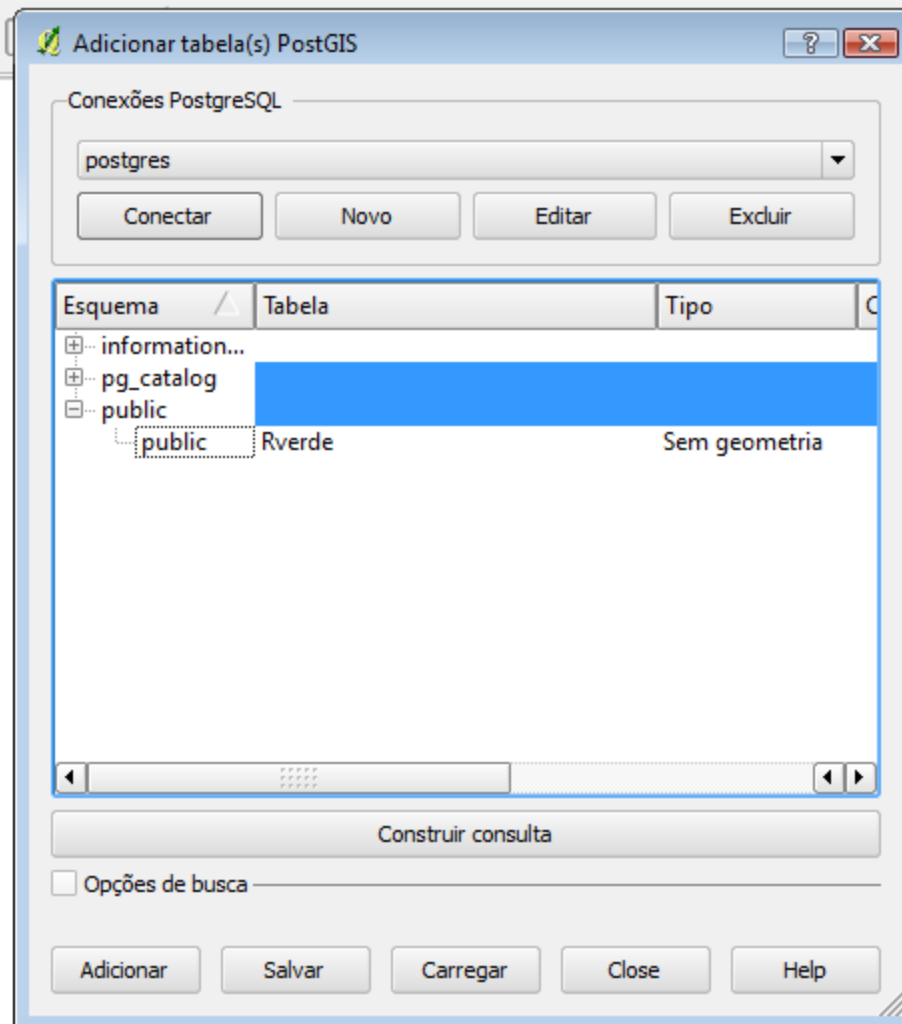 Adicionar tabela(s) PostGIS
Conexões PostgreSQL
postgres
Conectar Novo Editar Excluir
Esquema Tabela Tipo C
information...
pg_catalog
public
public Rverde Sem geometria
Construir consulta
Opções de busca
Adicionar Salvar Carregar Close Help